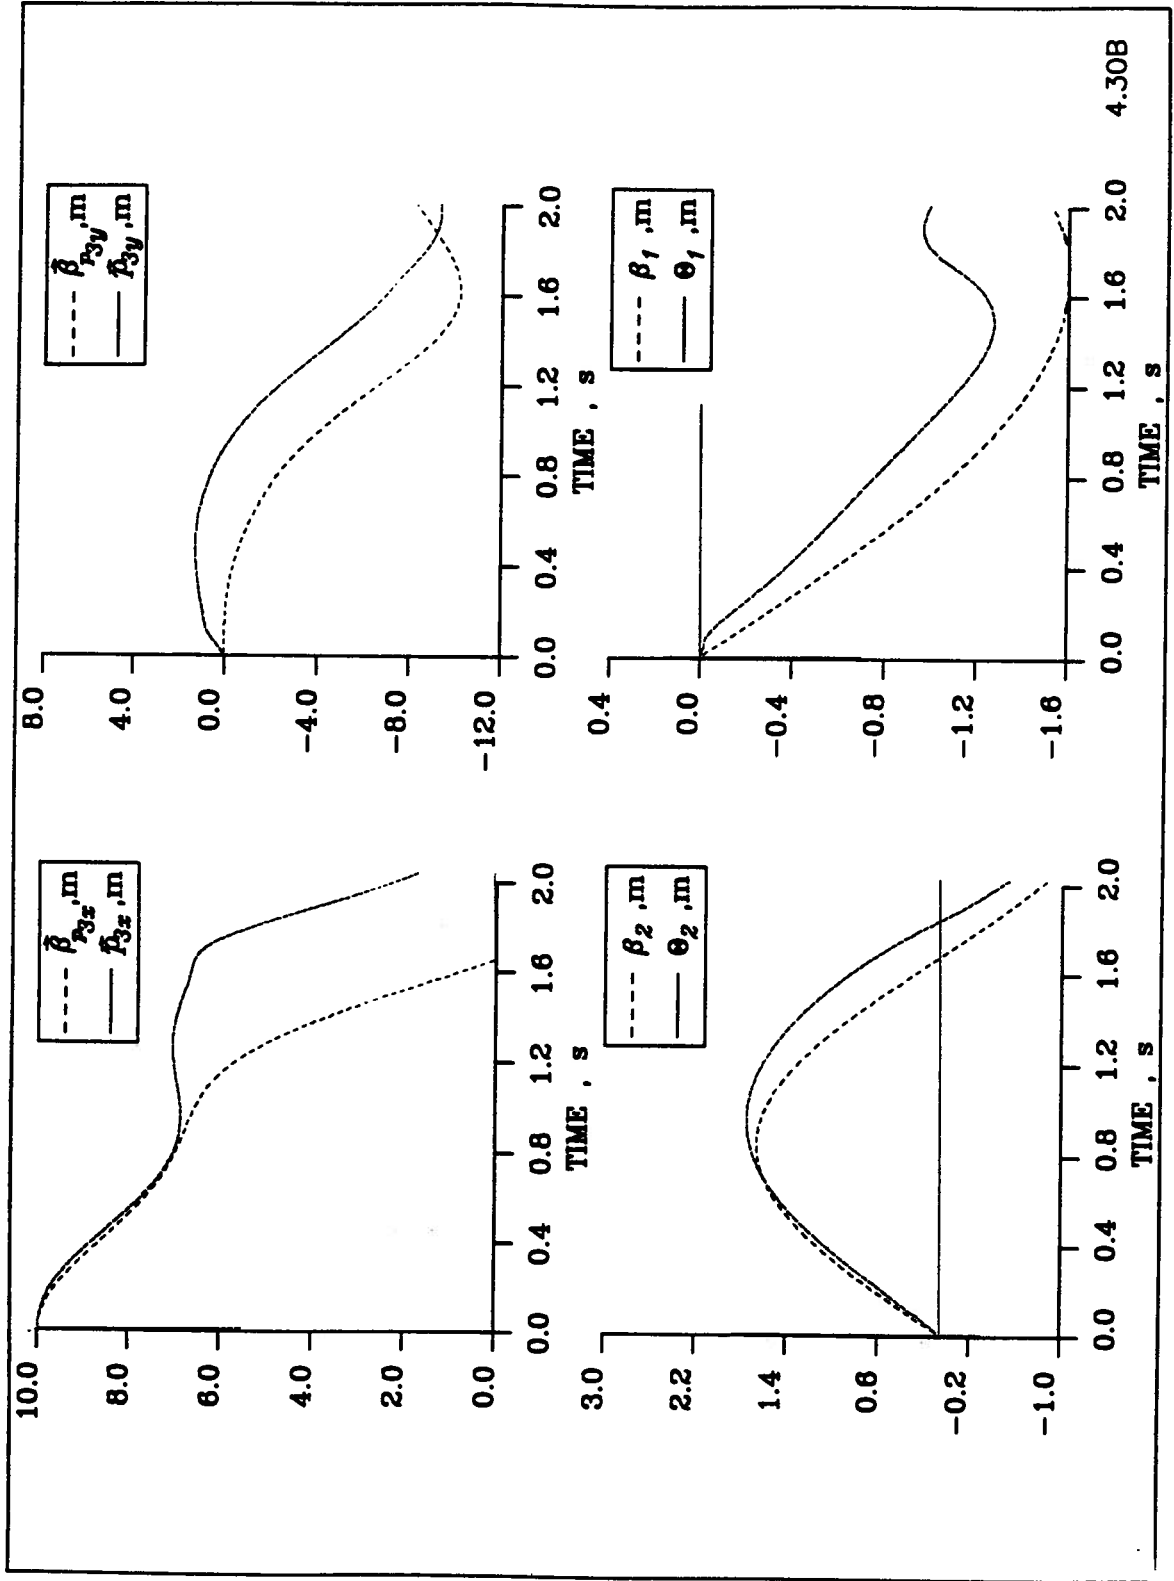 10.0
8.0
6.0
4.0
2.0
0.0
0.0 0.4 0.8 1.2 1.6 2.0
TIME , s
β⃗P3x ,m
p⃗3x ,m
8.0
4.0
0.0
-4.0
-8.0
-12.0
0.0 0.4 0.8 1.2 1.6 2.0
TIME , s
β⃗P3y ,m
p⃗3y ,m
3.0
2.2
1.4
0.6
-0.2
-1.0
0.0 0.4 0.8 1.2 1.6 2.0
TIME , s
β2 ,m
Θ2 ,m
0.4
0.0
-0.4
-0.8
-1.2
-1.6
0.0 0.4 0.8 1.2 1.6 2.0
TIME , s
β1 ,m
Θ1 ,m
4.30B